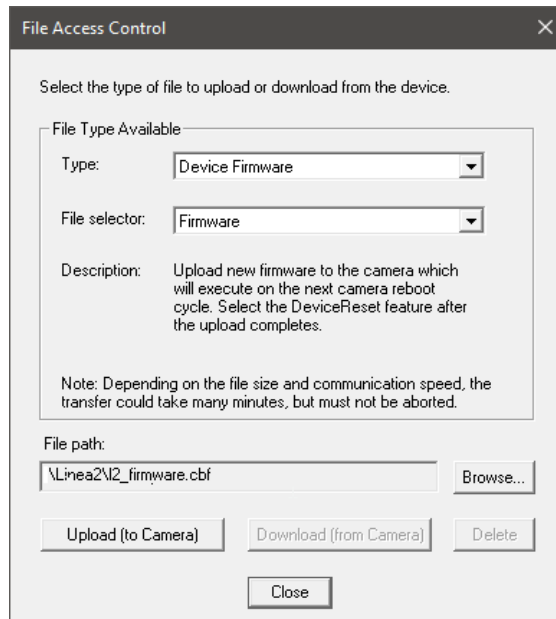 File Access Control
Select the type of file to upload or download from the device.
File Type Available
Type:
Device Firmware
File selector:
Firmware
Description:
Upload new firmware to the camera which
will execute on the next camera reboot
cycle. Select the DeviceReset feature after
the upload completes.
Note: Depending on the file size and communication speed, the
transfer could take many minutes, but must not be aborted.
File path:
\Linea2\l2_firmware.cbf
Browse...
Upload (to Camera)
Download (from Camera)
Delete
Close